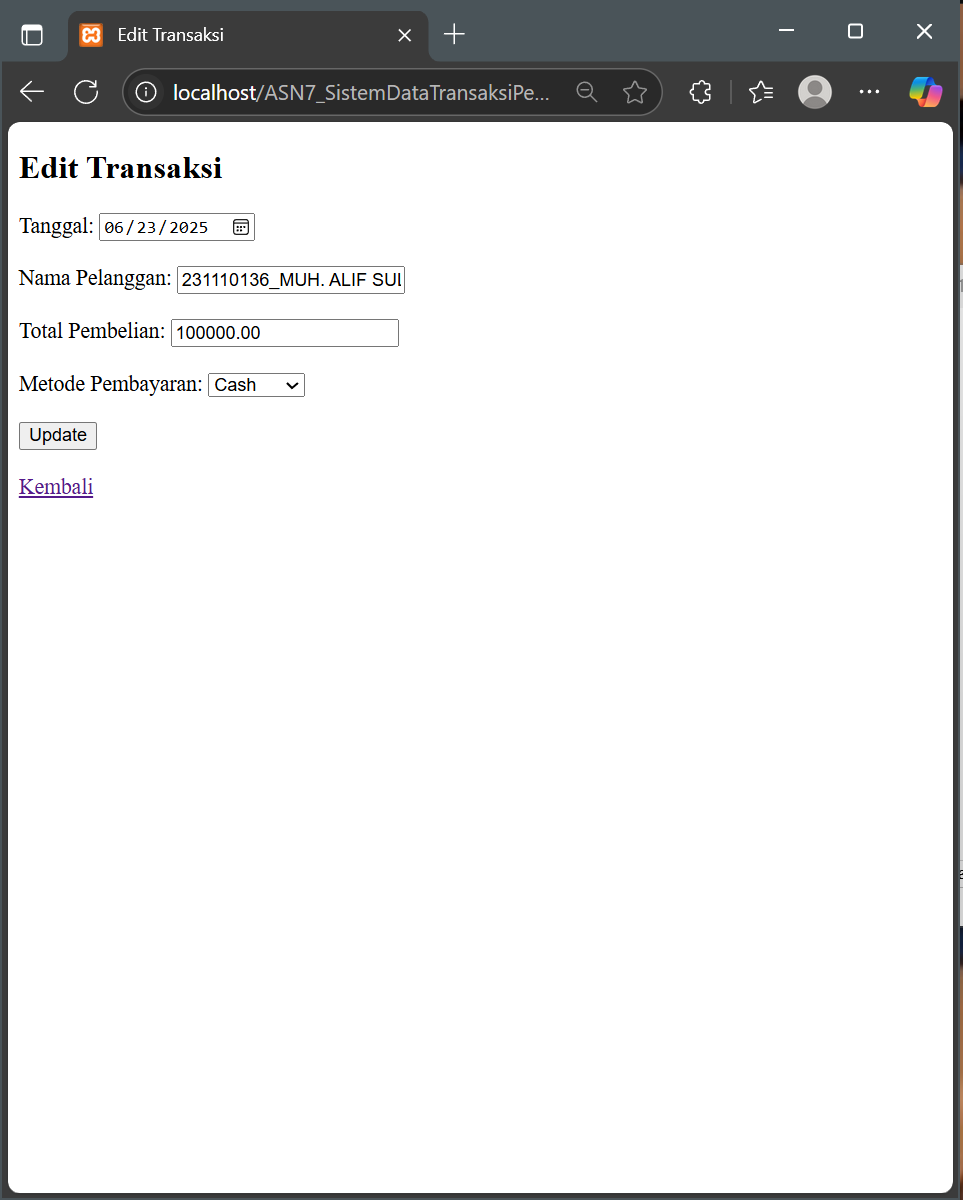 Edit Transaksi
localhost/ASN7_SistemDataTransaksiPe...
Edit Transaksi
Tanggal: 06/23/2025
Nama Pelanggan: 231110136_MUH. ALIF
Total Pembelian: 100000.00
Metode Pembayaran: Cash
Update
Kembali